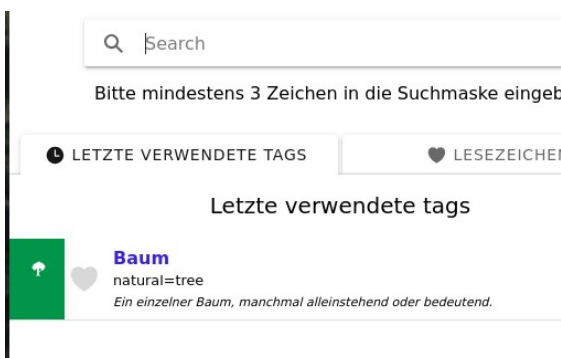 Search
Bitte mindestens 3 Zeichen in die Suchmaske eingeb
LETZTE VERWENDETE TAGS
LESEZEICHEN
Letzte verwendete tags
Baum
natural=tree
Ein einzelner Baum, manchmal alleinstehend oder bedeutend.